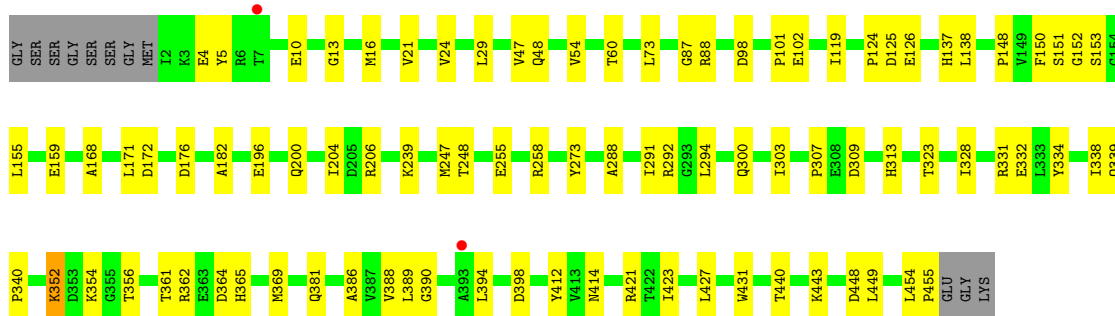 GLY SER SER GLY SER SER GLY MET I2 K3 E4 Y5 R6 T7 E10 G13 M16 V21 V24 L29 V47 Q48 V54 T60 L73 G87 R88 D98 P101 E102 I119 P124 D125 E126 H137 L138 P148 V149 F150 S151 G152 S153 G154
L155 E159 A168 L171 D172 D176 A182 E196 Q200 I204 D205 R206 K239 M247 T248 E255 R258 Y273 A288 I291 R292 G293 L294 Q300 I303 P307 E308 D309 H313 T323 I328 R331 E332 L333 Y334 I338 Q339
P340 K352 D353 K354 G355 T356 T361 R362 E363 D364 H365 M369 Q381 A386 V387 V388 L389 G390 A393 L394 D398 Y412 V413 N414 R421 T422 I423 L427 W431 T440 K443 D448 L449 L454 P455 GLU GLY LYS